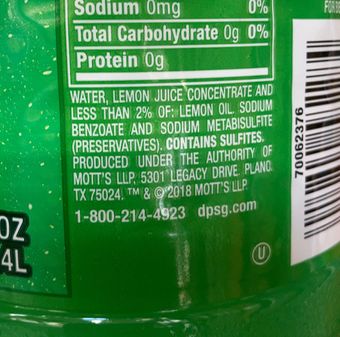 Sodium 0mg 0%
Total Carbohydrate 0g 0%
Protein 0g
WATER, LEMON JUICE CONCENTRATE AND
LESS THAN 2% OF: LEMON OIL, SODIUM
BENZOATE AND SODIUM METABISULFITE
(PRESERVATIVES). CONTAINS SULFITES.
PRODUCED UNDER THE AUTHORITY OF
MOTT'S LLP, 5301 LEGACY DRIVE, PLANO,
TX 75024. ™ & © 2018 MOTT'S LLP
1-800-214-4923 dpsg.com
70062376
OZ
4L
U